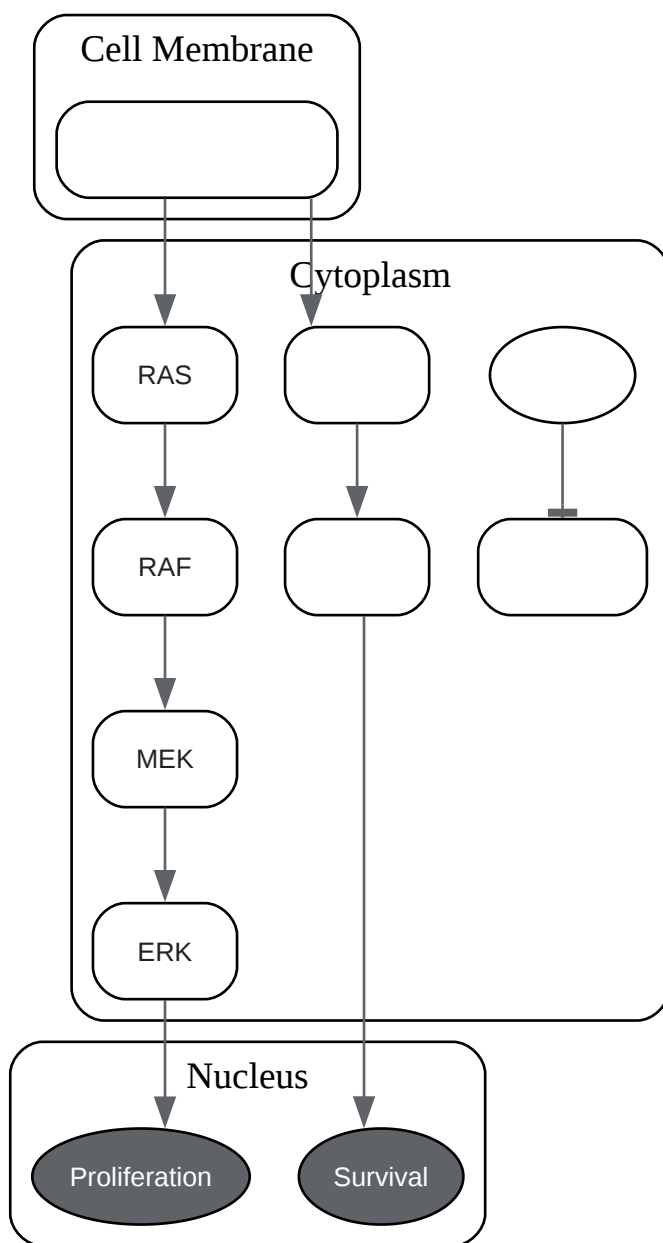 Cell Membrane
Cytoplasm
RAS
RAF
MEK
ERK
Nucleus
Proliferation
Survival